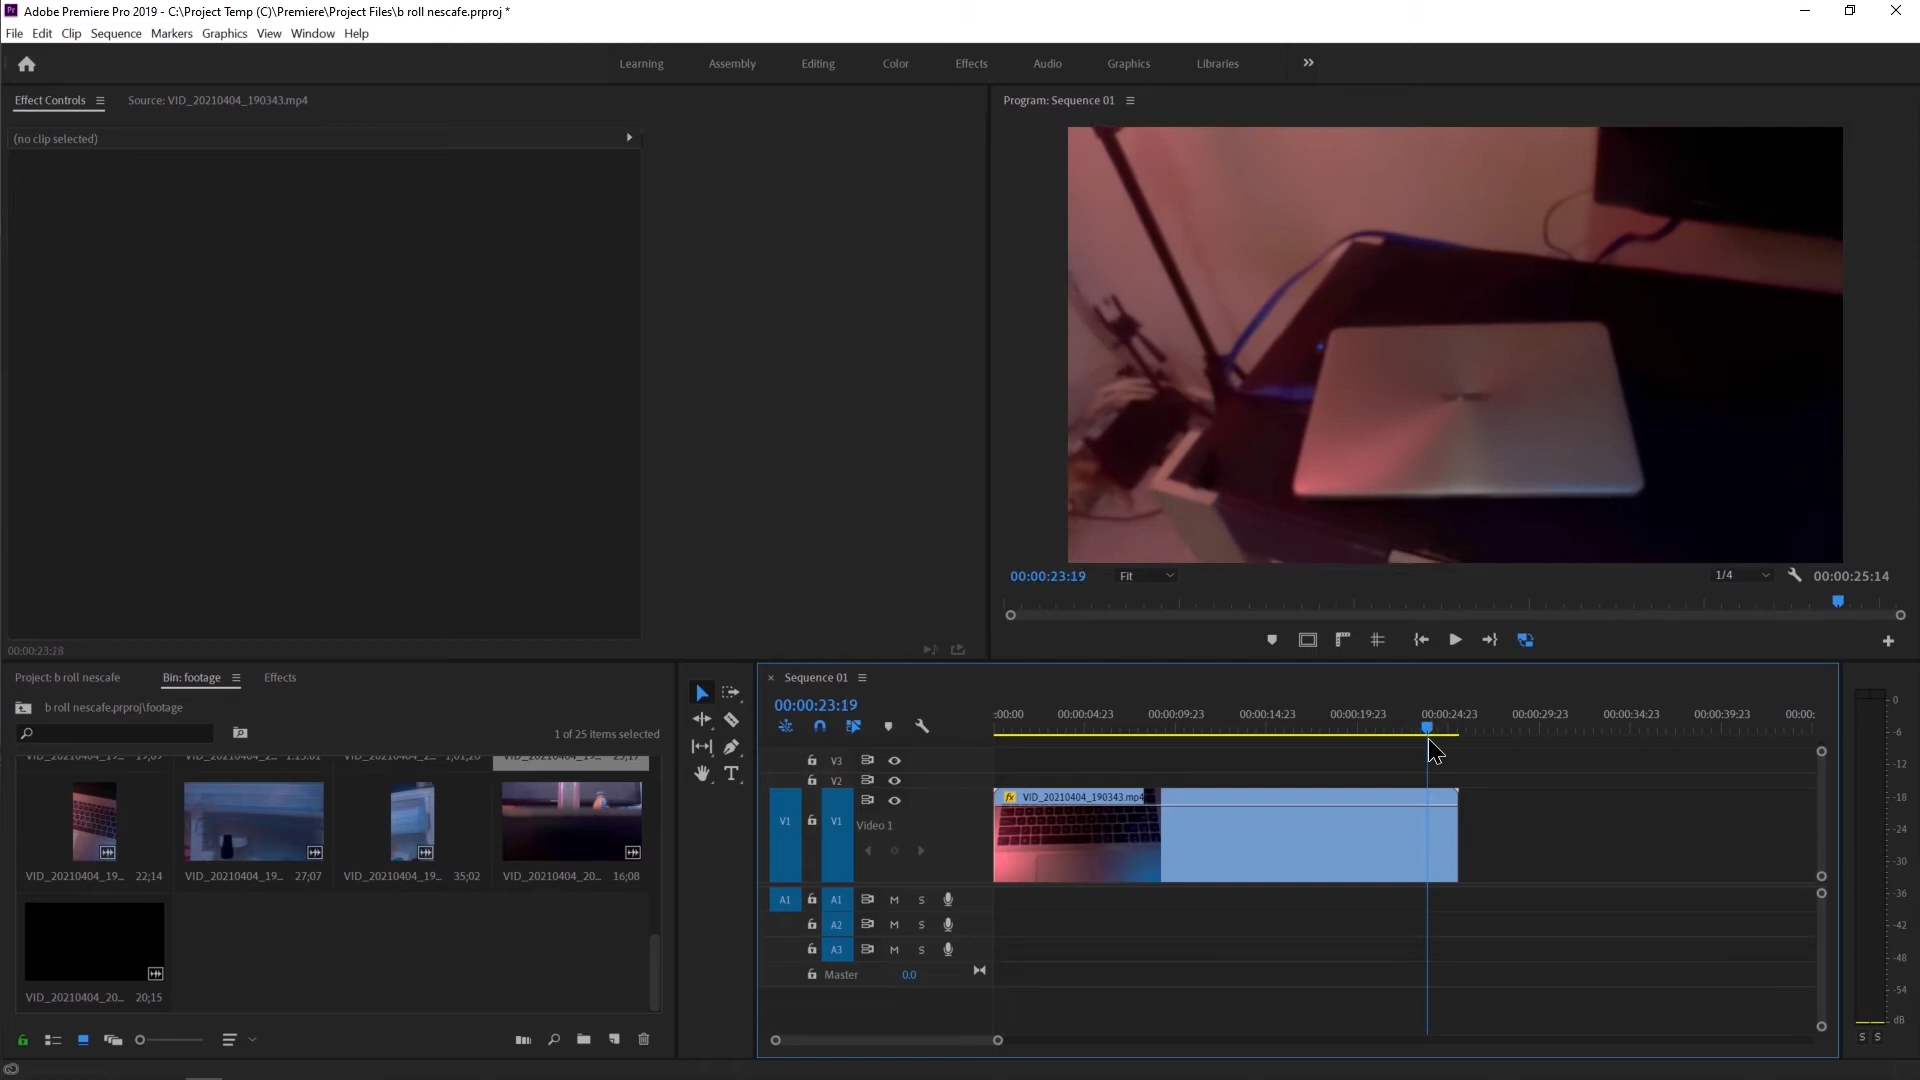 Adobe Premiere Pro 2019 - C:\Project Temp (C)\Premiere\Project Files\b roll nescafe.prproj *
File Edit Clip Sequence Markers Graphics View Window Help
Learning Assembly Editing Color Effects Audio Graphics Libraries
Effect Controls Source: VID_20210404_190343.mp4
Program: Sequence 01
(no clip selected)
00:00:23:19 Fit 1/4 00:00:25:14
00:00:23:28
Project: b roll nescafe Bin: footage Effects
b roll nescafe.prproj\footage
1 of 25 items selected
VID_20210404_19... 22;14
VID_20210404_19... 27;07
VID_20210404_19... 35;02
VID_20210404_20... 16;08
VID_20210404_20... 20;15
Sequence 01
00:00:23:19
:00:00 00:00:04:23 00:00:09:23 00:00:14:23 00:00:19:23 00:00:24:23 00:00:29:23 00:00:34:23 00:00:39:23 00:00:
V3
V2
fx VID_20210404_190343.mp4
V1 V1 Video 1
A1 A1 M S
A2 M S
A3 M S
Master 0.0
0
-6
-12
-18
-24
-30
-36
-42
-48
-54
dB
S S